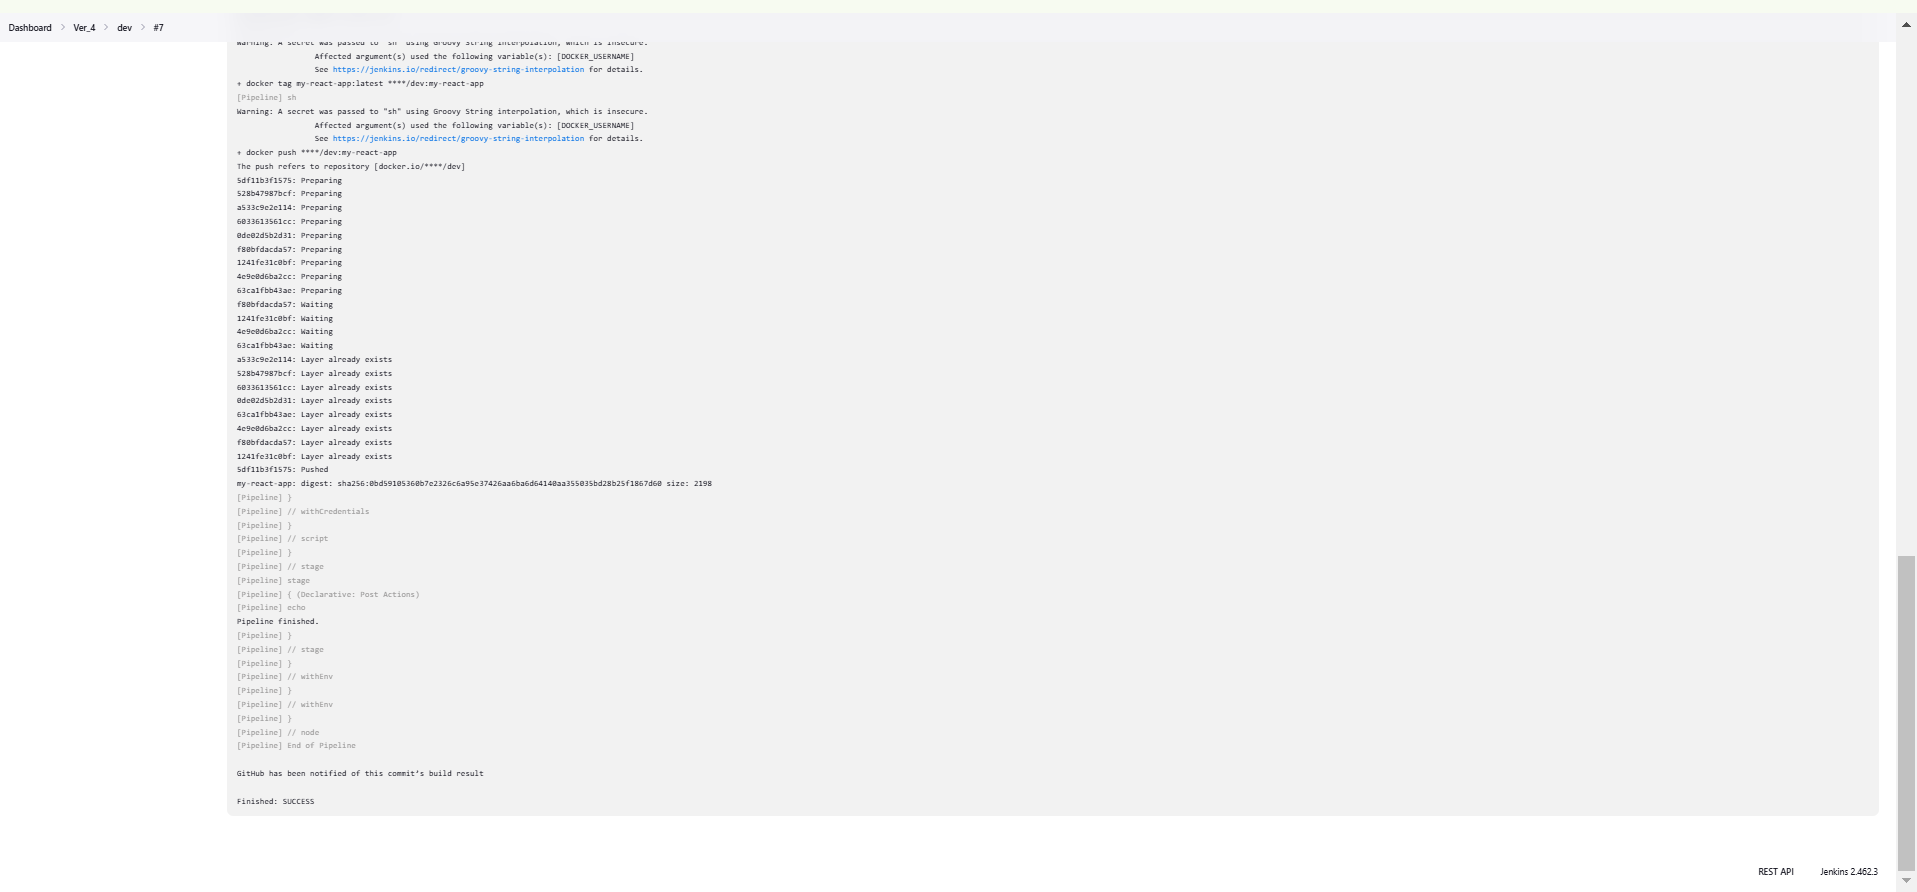 Dashboard > Ver_4 > dev > #7
Warning: A secret was passed to "sh" using Groovy String interpolation, which is insecure.
Affected argument(s) used the following variable(s): [DOCKER_USERNAME]
See https://jenkins.io/redirect/groovy-string-interpolation for details.
+ docker tag my-react-app:latest ****/dev:my-react-app
[Pipeline] sh
Warning: A secret was passed to "sh" using Groovy String interpolation, which is insecure.
Affected argument(s) used the following variable(s): [DOCKER_USERNAME]
See https://jenkins.io/redirect/groovy-string-interpolation for details.
+ docker push ****/dev:my-react-app
The push refers to repository [docker.io/****/dev]
5df11b3f1575: Preparing
528b47987bcf: Preparing
a533c9e2e114: Preparing
6033613561cc: Preparing
0de02d5b2d31: Preparing
f80bfdacda57: Preparing
1241fe31c0bf: Preparing
4e9e0d6ba2cc: Preparing
63ca1fbb43ae: Preparing
f80bfdacda57: Waiting
1241fe31c0bf: Waiting
4e9e0d6ba2cc: Waiting
63ca1fbb43ae: Waiting
a533c9e2e114: Layer already exists
528b47987bcf: Layer already exists
6033613561cc: Layer already exists
0de02d5b2d31: Layer already exists
63ca1fbb43ae: Layer already exists
4e9e0d6ba2cc: Layer already exists
f80bfdacda57: Layer already exists
1241fe31c0bf: Layer already exists
5df11b3f1575: Pushed
my-react-app: digest: sha256:0bd59105360b7e2326c6a95e37426aa6ba6d64140aa355035bd28b25f1867d60 size: 2198
[Pipeline] }
[Pipeline] // withCredentials
[Pipeline] }
[Pipeline] // script
[Pipeline] }
[Pipeline] // stage
[Pipeline] stage
[Pipeline] { (Declarative: Post Actions)
[Pipeline] echo
Pipeline finished.
[Pipeline] }
[Pipeline] // stage
[Pipeline] }
[Pipeline] // withEnv
[Pipeline] }
[Pipeline] // withEnv
[Pipeline] }
[Pipeline] // node
[Pipeline] End of Pipeline
GitHub has been notified of this commit's build result
Finished: SUCCESS
REST API Jenkins 2.462.3